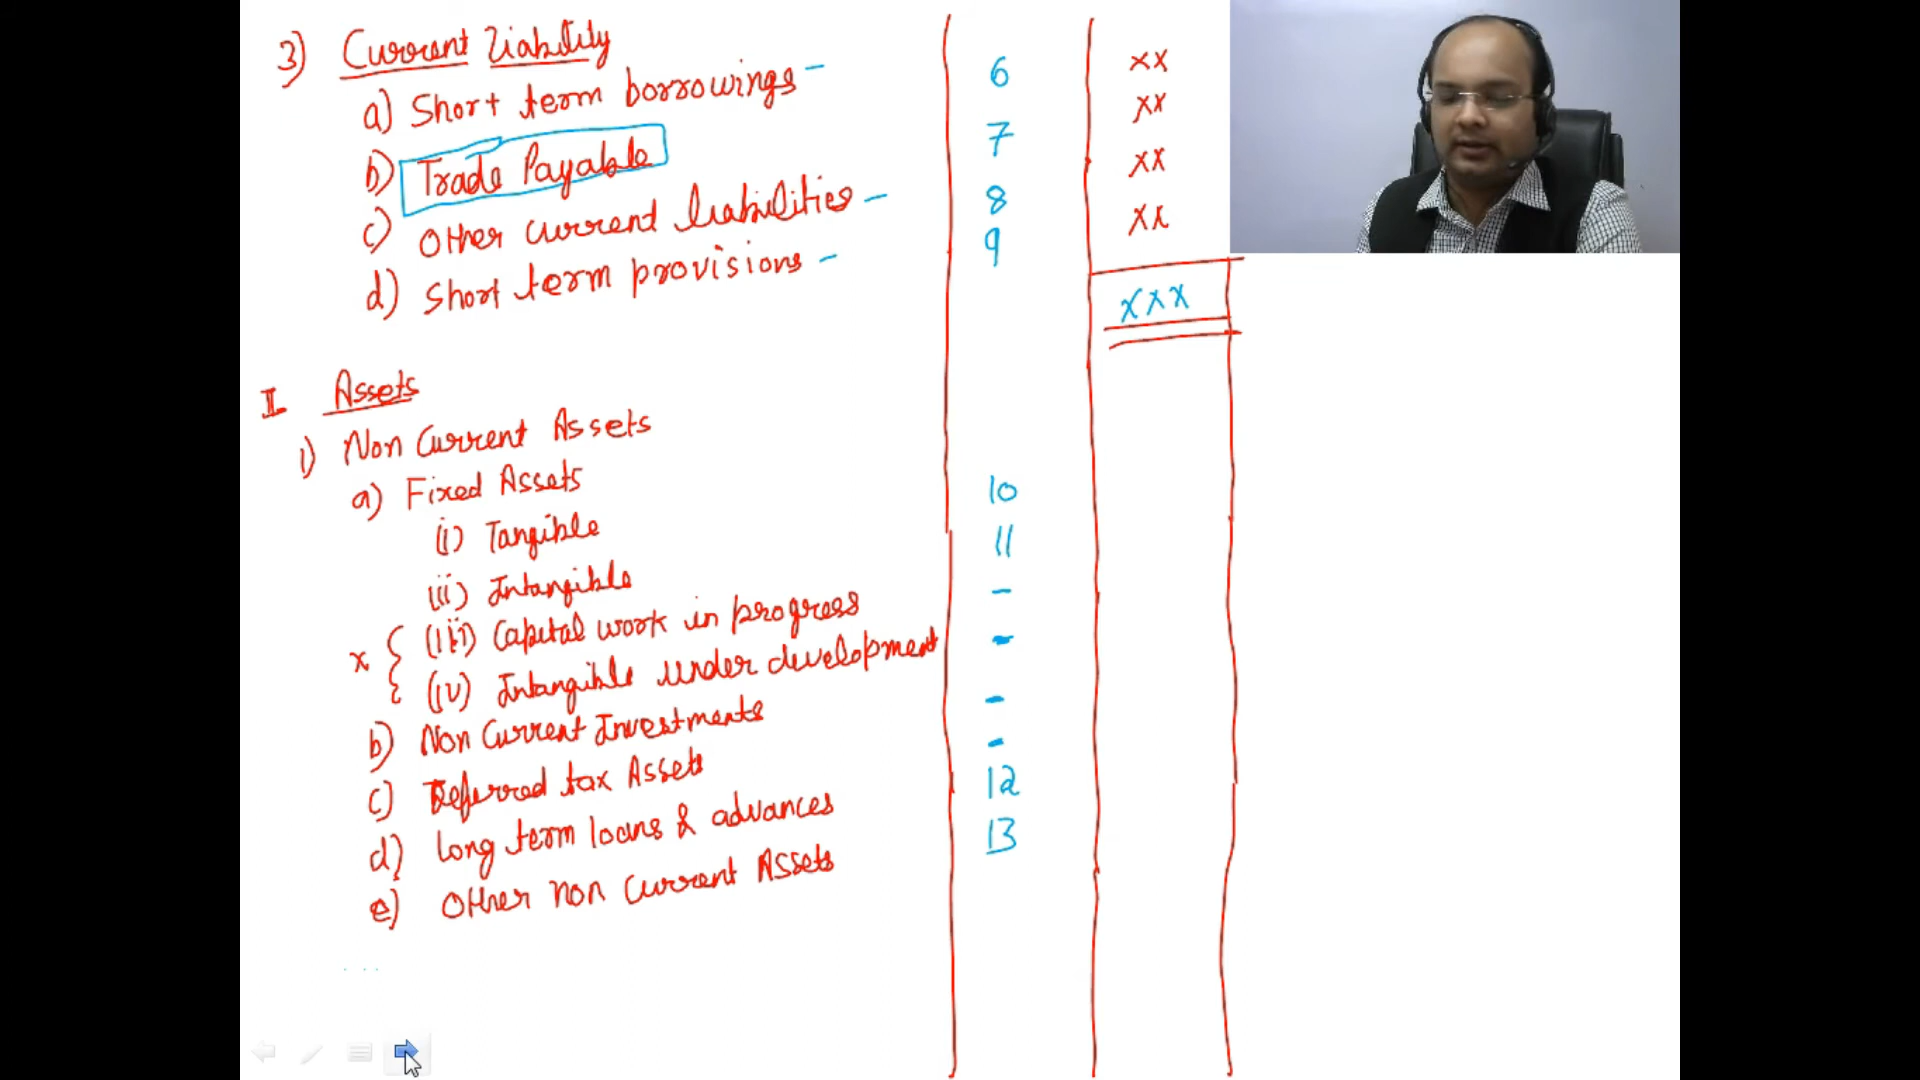 3) Current Liability
a) Short term borrowings - 6 xx
b) Trade Payable 7 xx
c) Other current liabilities - 8 xx
d) Short term provisions - 9 xx
xxx
I Assets
1) Non Current Assets
a) Fixed Assets
(i) Tangible 10
(ii) Intangible 11
x { (iii) Capital work in progress -
(iv) Intangible under development -
b) Non Current Investments -
c) Deferred tax Assets -
d) Long term loans & advances 12
e) Other non current Assets 13